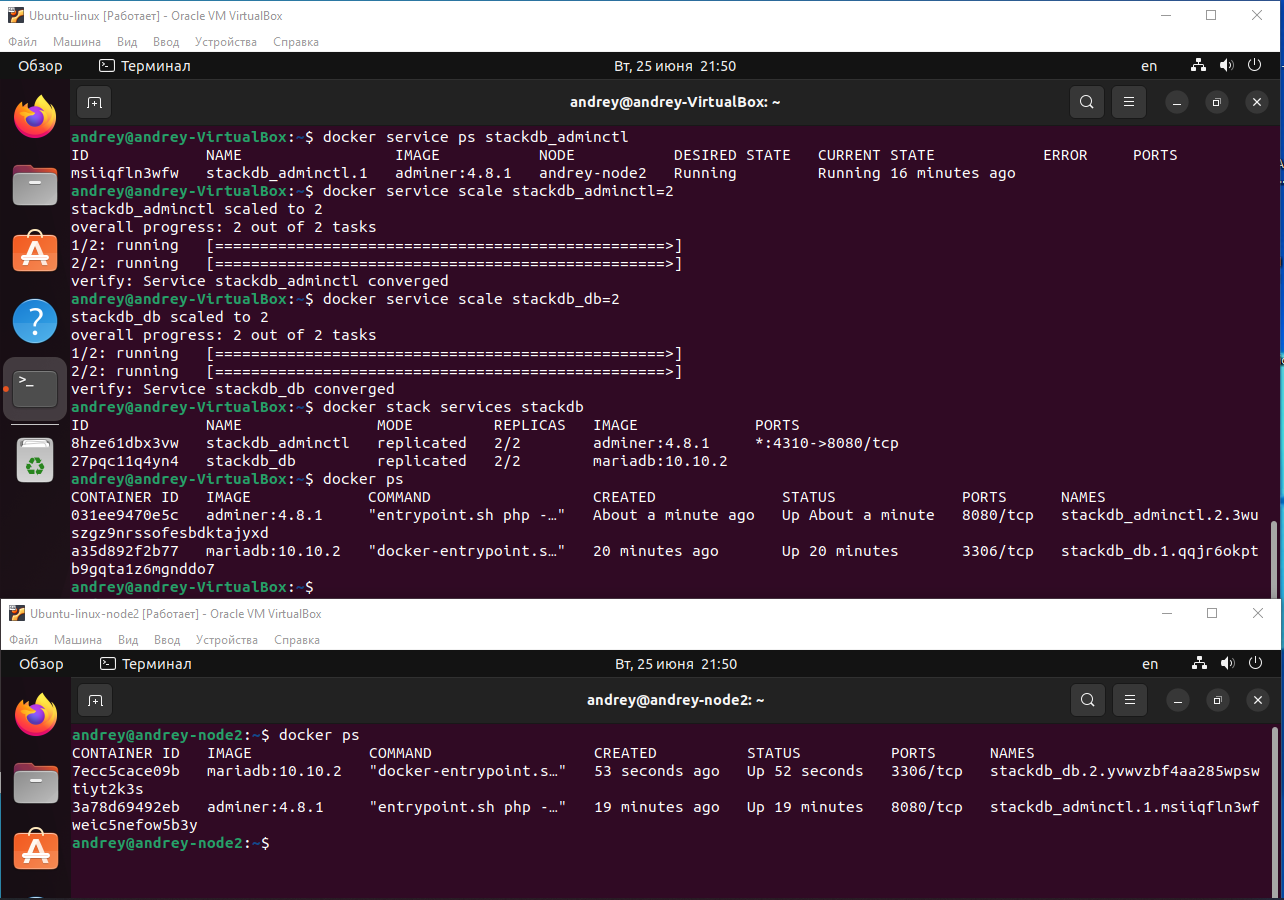 Ubuntu-linux [Работает] - Oracle VM VirtualBox
Файл Машина Вид Ввод Устройства Справка
Обзор Терминал Вт, 25 июня 21:50 en
andrey@andrey-VirtualBox: ~
andrey@andrey-VirtualBox:~$ docker service ps stackdb_adminctl
ID NAME IMAGE NODE DESIRED STATE CURRENT STATE ERROR PORTS
msiiqfln3wfw stackdb_adminctl.1 adminer:4.8.1 andrey-node2 Running Running 16 minutes ago
andrey@andrey-VirtualBox:~$ docker service scale stackdb_adminctl=2
stackdb_adminctl scaled to 2
overall progress: 2 out of 2 tasks
1/2: running [==================================================>]
2/2: running [==================================================>]
verify: Service stackdb_adminctl converged
andrey@andrey-VirtualBox:~$ docker service scale stackdb_db=2
stackdb_db scaled to 2
overall progress: 2 out of 2 tasks
1/2: running [==================================================>]
2/2: running [==================================================>]
verify: Service stackdb_db converged
andrey@andrey-VirtualBox:~$ docker stack services stackdb
ID NAME MODE REPLICAS IMAGE PORTS
8hze61dbx3vw stackdb_adminctl replicated 2/2 adminer:4.8.1 *:4310->8080/tcp
27pqc11q4yn4 stackdb_db replicated 2/2 mariadb:10.10.2
andrey@andrey-VirtualBox:~$ docker ps
CONTAINER ID IMAGE COMMAND CREATED STATUS PORTS NAMES
031ee9470e5c adminer:4.8.1 "entrypoint.sh php -…" About a minute ago Up About a minute 8080/tcp stackdb_adminctl.2.3wu
szgz9nrssofesbdktajyxd
a35d892f2b77 mariadb:10.10.2 "docker-entrypoint.s…" 20 minutes ago Up 20 minutes 3306/tcp stackdb_db.1.qqjr6okpt
b9gqta1z6mgnddo7
andrey@andrey-VirtualBox:~$
Ubuntu-linux-node2 [Работает] - Oracle VM VirtualBox
Файл Машина Вид Ввод Устройства Справка
Обзор Терминал Вт, 25 июня 21:50 en
andrey@andrey-node2: ~
andrey@andrey-node2:~$ docker ps
CONTAINER ID IMAGE COMMAND CREATED STATUS PORTS NAMES
7ecc5cace09b mariadb:10.10.2 "docker-entrypoint.s…" 53 seconds ago Up 52 seconds 3306/tcp stackdb_db.2.yvwvzbf4aa285wpsw
tiyt2k3s
3a78d69492eb adminer:4.8.1 "entrypoint.sh php -…" 19 minutes ago Up 19 minutes 8080/tcp stackdb_adminctl.1.msiiqfln3wf
weic5nefow5b3y
andrey@andrey-node2:~$